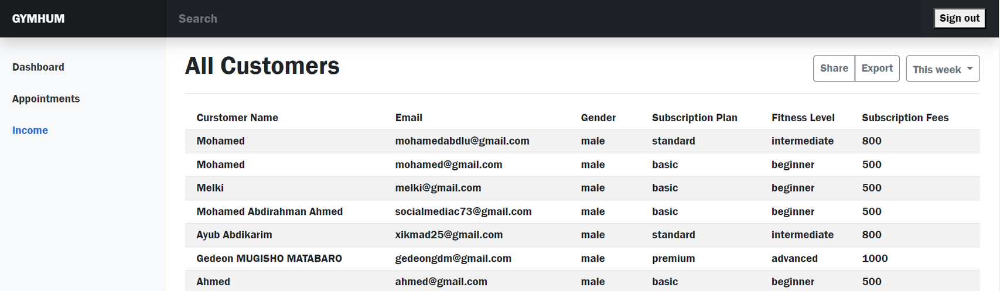 GYMHUM Search Sign out
Dashboard
Appointments
Income
All Customers Share Export This week
Curstomer Name Email Gender Subscription Plan Fitness Level Subscription Fees
Mohamed mohamedabdlu@gmail.com male standard intermediate 800
Mohamed mohamed@gmail.com male basic beginner 500
Melki melki@gmail.com male basic beginner 500
Mohamed Abdirahman Ahmed socialmediac73@gmail.com male basic beginner 500
Ayub Abdikarim xikmad25@gmail.com male standard intermediate 800
Gedeon MUGISHO MATABARO gedeongdm@gmail.com male premium advanced 1000
Ahmed ahmed@gmail.com male basic beginner 500